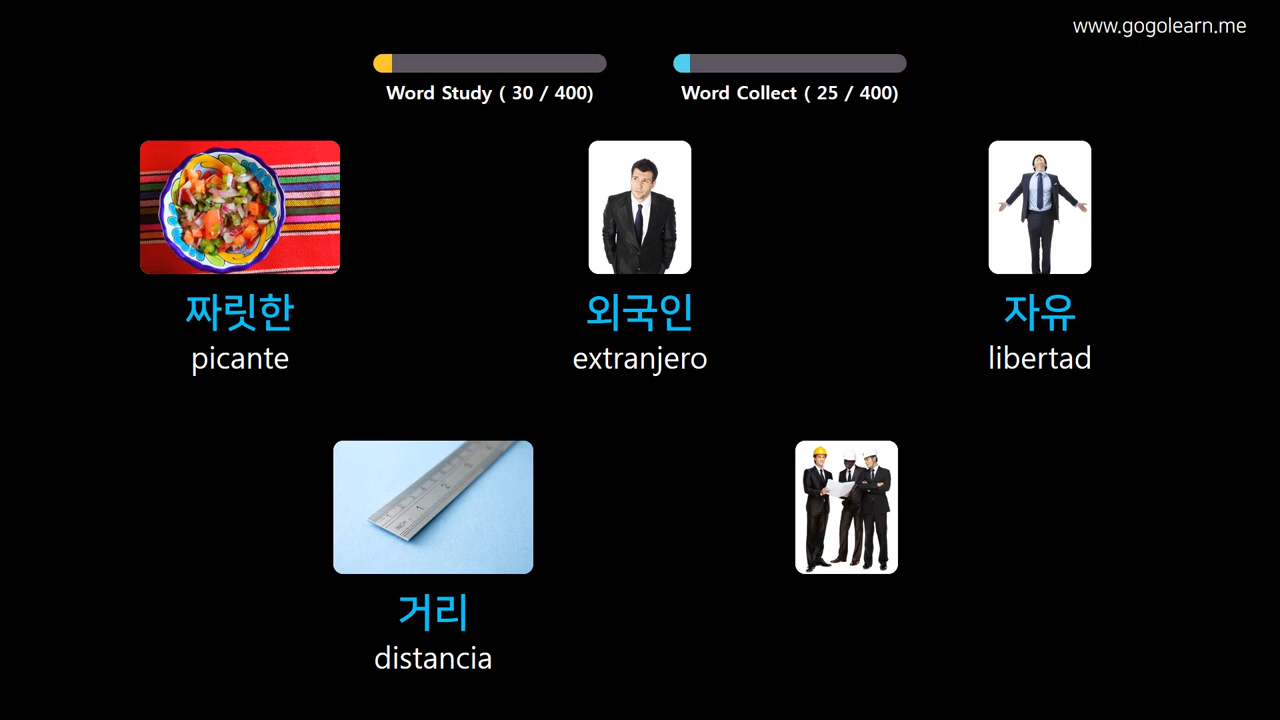 www.gogolearn.me
Word Study ( 30 / 400)
Word Collect ( 25 / 400)
짜릿한
picante
외국인
extranjero
자유
libertad
거리
distancia